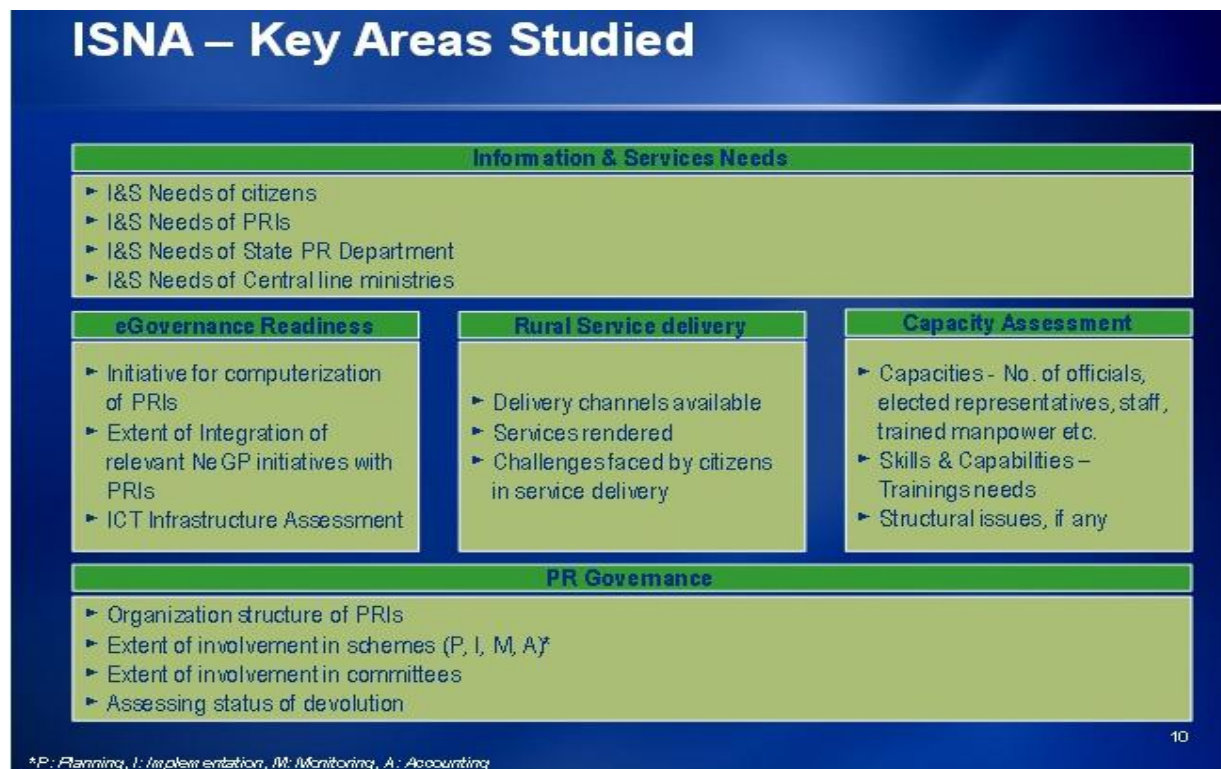 ISNA – Key Areas Studied
Information & Services Needs
► I&S Needs of citizens
► I&S Needs of PRIs
► I&S Needs of State PR Department
► I&S Needs of Central line ministries
eGovernance Readiness
► Initiative for computerization
of PRIs
► Extent of Integration of
relevant NeGP initiatives with
PRIs
► ICT Infrastructure Assessment
Rural Service delivery
► Delivery channels available
► Services rendered
► Challenges faced by citizens
in service delivery
Capacity Assessment
► Capacities - No. of officials,
elected representatives, staff,
trained manpower etc.
► Skills & Capabilities –
Trainings needs
► Structural issues, if any
PR Governance
► Organization structure of PRIs
► Extent of involvement in schemes (P, I, M, A)*
► Extent of involvement in committees
► Assessing status of devolution
10
*P: Planning, I: Implementation, M: Monitoring, A: Accounting